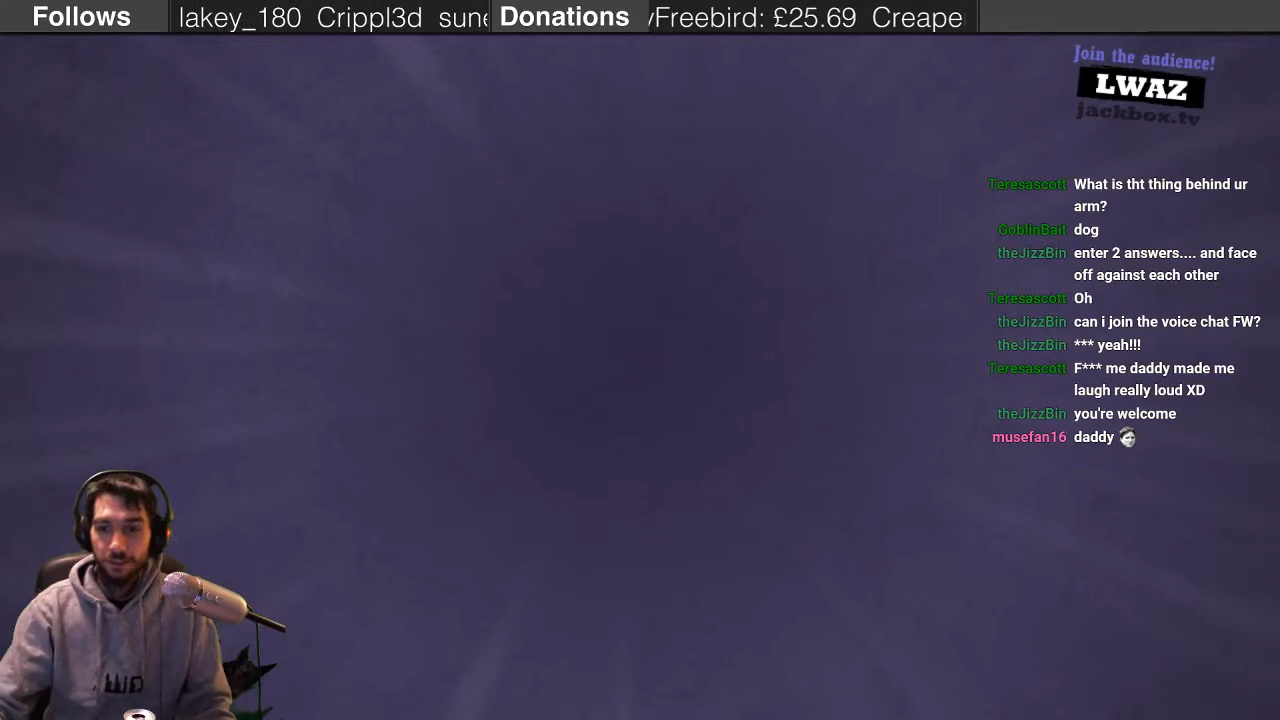 Follows lakey_180 Crippl3d sune Donations yFreebird: £25.69 Creape
Join the audience!
LWAZ
jackbox.tv
Teresascott What is tht thing behind ur
arm?
GoblinBait dog
theJizzBin enter 2 answers.... and face
off against each other
Teresascott Oh
theJizzBin can i join the voice chat FW?
theJizzBin *** yeah!!!
Teresascott F*** me daddy made me
laugh really loud XD
theJizzBin you're welcome
musefan16 daddy